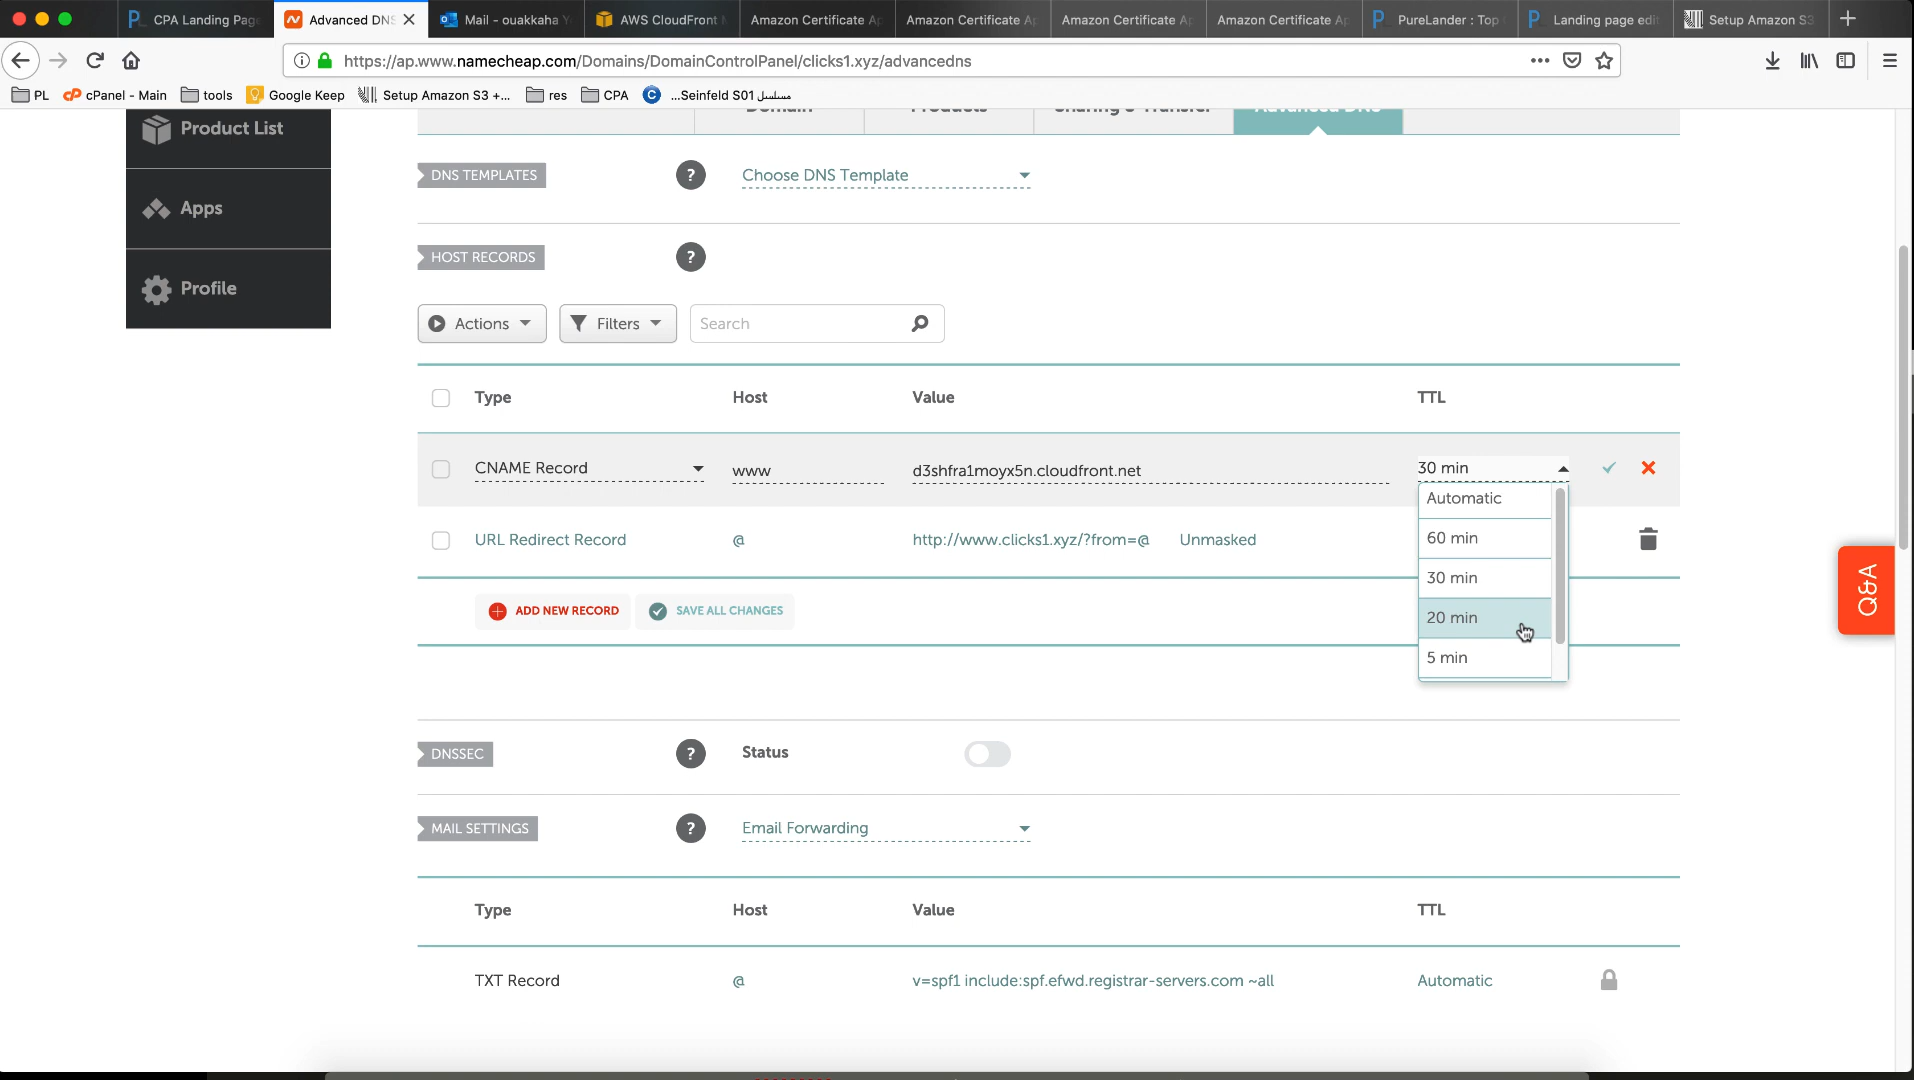 CPA Landing Page
Advanced DNS
Mail - ouakkaha Y
AWS CloudFront
Amazon Certificate Ap
Amazon Certificate Ap
Amazon Certificate Ap
Amazon Certificate Ap
PureLander : Top
Landing page edit
Setup Amazon S3
https://ap.www.namecheap.com/Domains/DomainControlPanel/clicks1.xyz/advancedns
PL
cPanel - Main
tools
Google Keep
Setup Amazon S3 +...
res
CPA
...Seinfeld S01 مسلسل
Domain
Products
Sharing & Transfer
Advanced DNS
Product List
Apps
Profile
DNS TEMPLATES
?
Choose DNS Template
HOST RECORDS
?
Actions
Filters
Search
Type
Host
Value
TTL
CNAME Record
www
d3shfra1moyx5n.cloudfront.net
30 min
Automatic
60 min
30 min
20 min
5 min
URL Redirect Record
@
http://www.clicks1.xyz/?from=@
Unmasked
ADD NEW RECORD
SAVE ALL CHANGES
Q&A
DNSSEC
?
Status
MAIL SETTINGS
?
Email Forwarding
Type
Host
Value
TTL
TXT Record
@
v=spf1 include:spf.efwd.registrar-servers.com ~all
Automatic